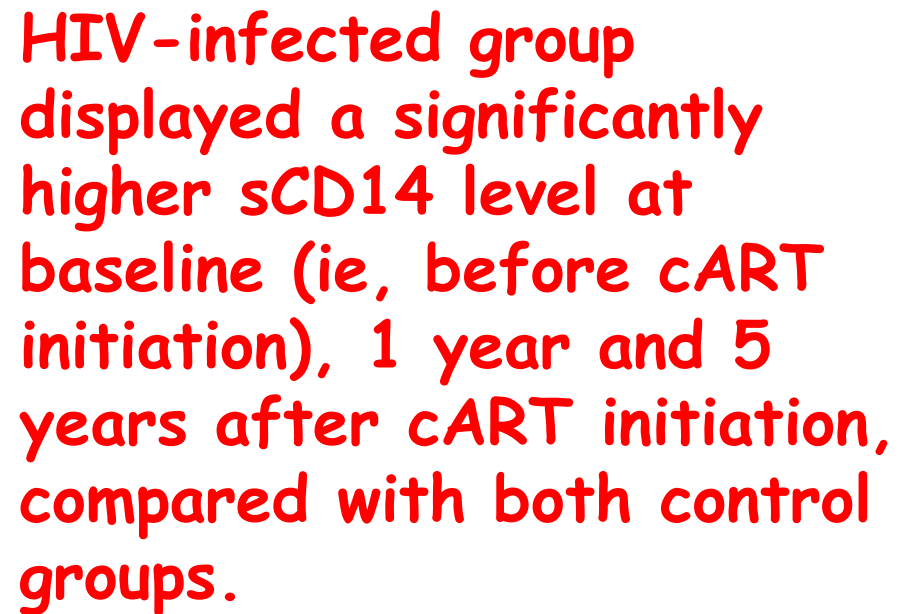 HIV-infected group
displayed a significantly
higher sCD14 level at
baseline (ie, before cART
initiation), 1 year and 5
years after cART initiation,
compared with both control
groups.